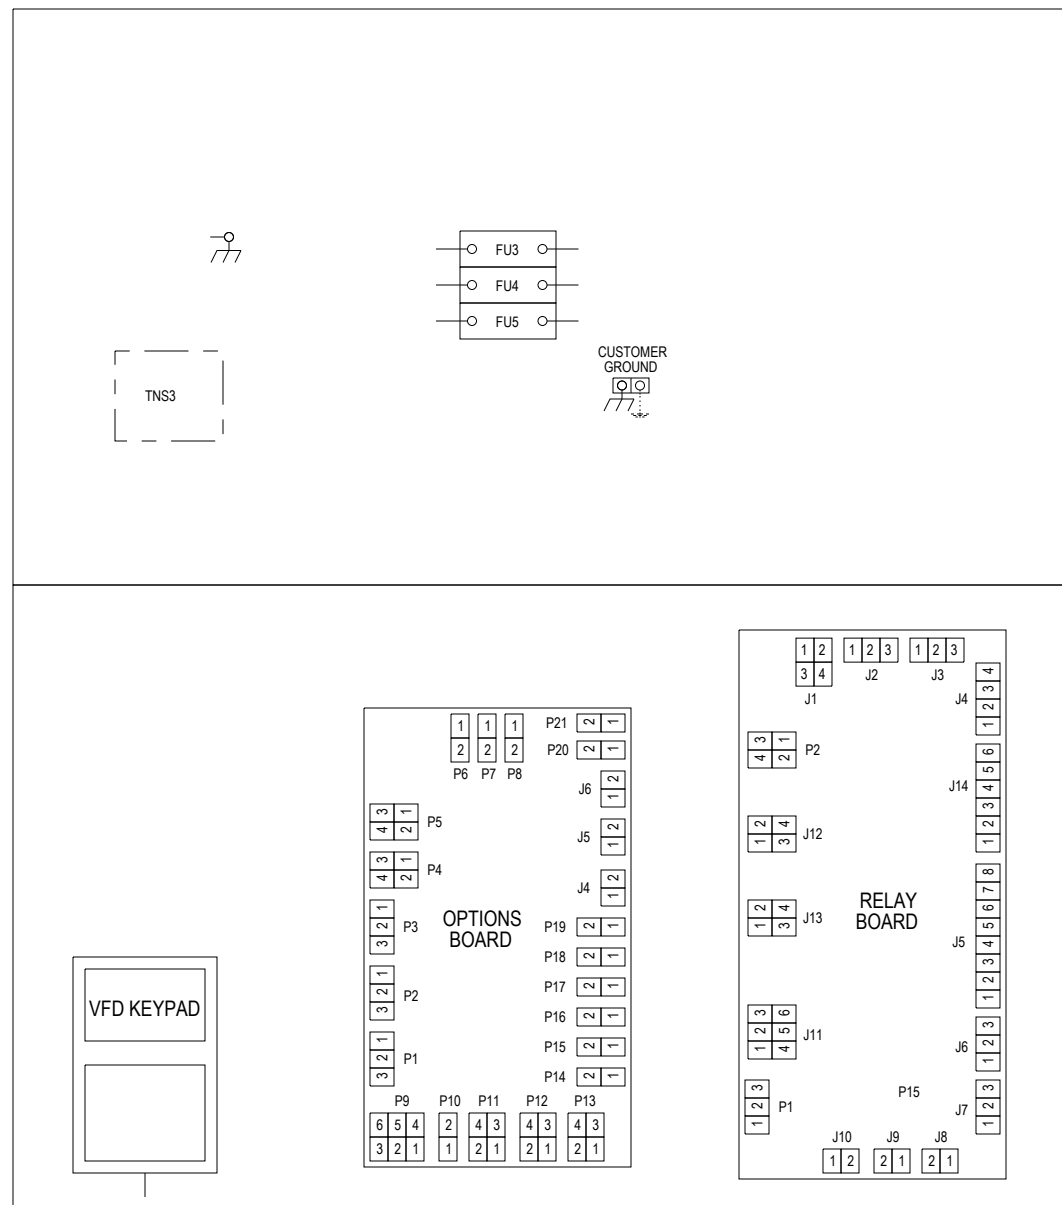 FU3
FU4
FU5
CUSTOMER
GROUND
TNS3
VFD KEYPAD
OPTIONS
BOARD
1 1 1
2 2 2
P6 P7 P8
P21 2 1
P20 2 1
J6 2 1
J5 2 1
J4 2 1
3 1
4 2
P5
3 1
4 2
P4
1 2 3 P3
1 2 3 P2
1 2 3 P1
P19 2 1
P18 2 1
P17 2 1
P16 2 1
P15 2 1
P14 2 1
P9 P10 P11 P12 P13
6 5 4 2 4 3 4 3 4 3
3 2 1 1 2 1 2 1 2 1
RELAY
BOARD
1 2 1 2 3 1 2 3
3 4 J2 J3
J1
J4 4 3 2 1
3 1
4 2
P2
J14 6 5 4 3 2 1
2 4
1 3
J12
2 4
1 3
J13
J5 8 7 6 5 4 3 2 1
3 6
2 5
1 4
J11
J6 3 2 1
3 2 1 P1
P15
J7 3 2 1
J10 J9 J8
1 2 2 1 2 1